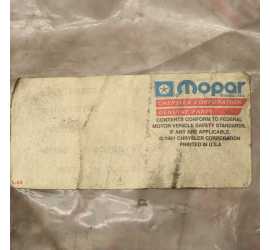 Mopar
CHRYSLER CORPORATION
GENUINE PARTS
CONTENTS CONFORM TO FEDERAL
MOTOR VEHICLE SAFETY STANDARDS,
IF ANY ARE APPLICABLE.
©1991 CHRYSLER CORPORATION
PRINTED IN U.S.A